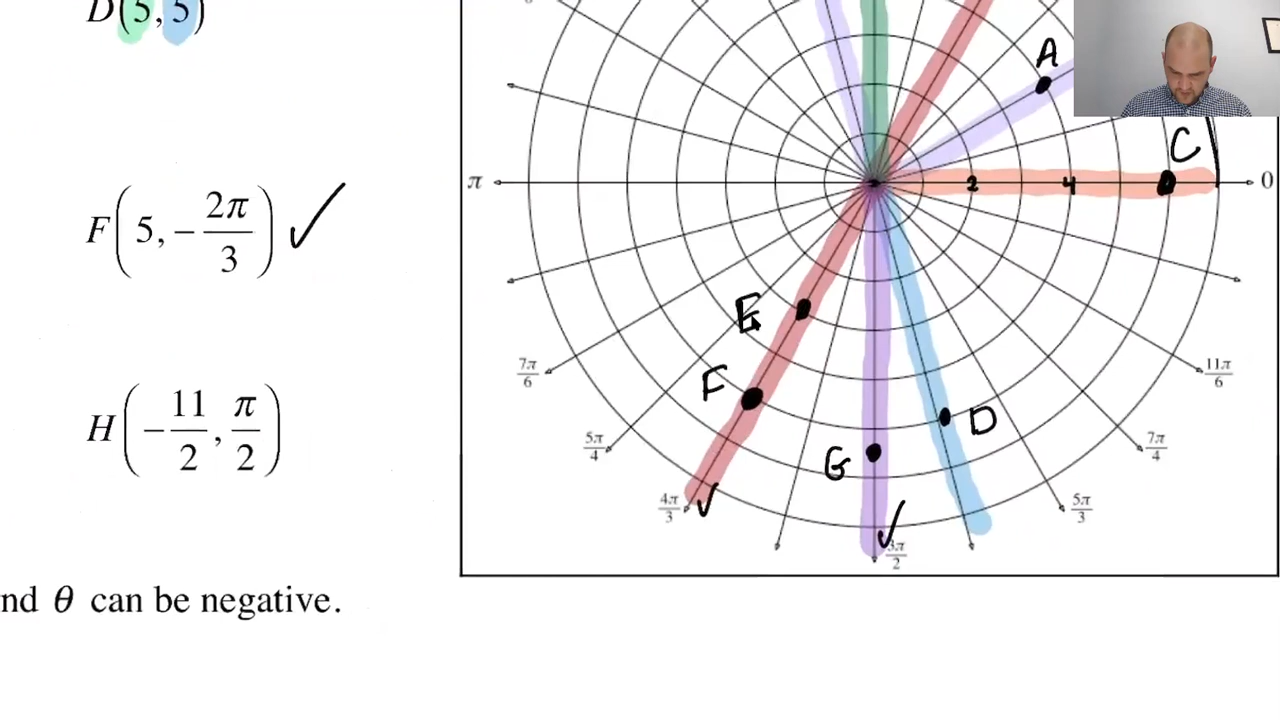 D(5, 5)
F(5, -2π/3) ✓
H(-11/2, π/2)
nd θ can be negative.
A
C
π
2
4
0
E
7π/6
11π/6
F
D
5π/4
G
7π/4
4π/3
✓
5π/3
✓
3π/2